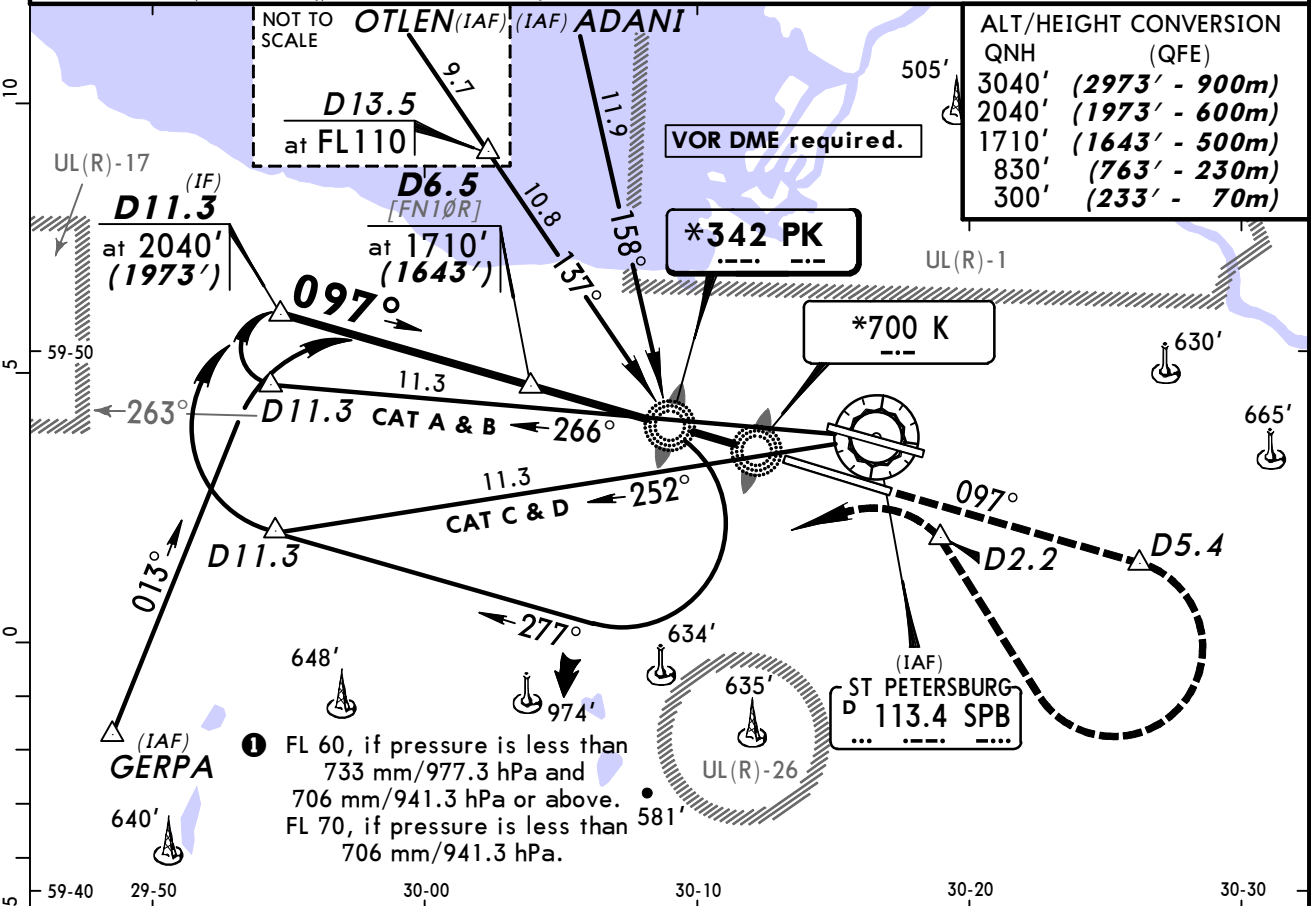 NOT TO
SCALE
OTLEN (IAF)
(IAF) ADANI
9.7
11.9
D13.5
at FL110
505'
ALT/HEIGHT CONVERSION
QNH (QFE)
3040' (2973' - 900m)
2040' (1973' - 600m)
1710' (1643' - 500m)
830' (763' - 230m)
300' (233' - 70m)
10
VOR DME required.
UL(R)-17
(IF)
D11.3
at 2040'
(1973')
D6.5
[FN1ØR]
at 1710'
(1643')
10.8
137°
158°
*342 PK
UL(R)-1
097°
*700 K
630'
5
59-50
263°
11.3
D11.3
CAT A & B
266°
665'
11.3
252°
CAT C & D
097°
D11.3
D2.2
D5.4
013°
277°
0
648'
634'
974'
635'
UL(R)-26
(IAF)
ST PETERSBURG
D 113.4 SPB
(IAF)
GERPA
1 FL 60, if pressure is less than
733 mm/977.3 hPa and
706 mm/941.3 hPa or above.
FL 70, if pressure is less than
706 mm/941.3 hPa.
581'
640'
5
59-40
29-50
30-00
30-10
30-20
30-30